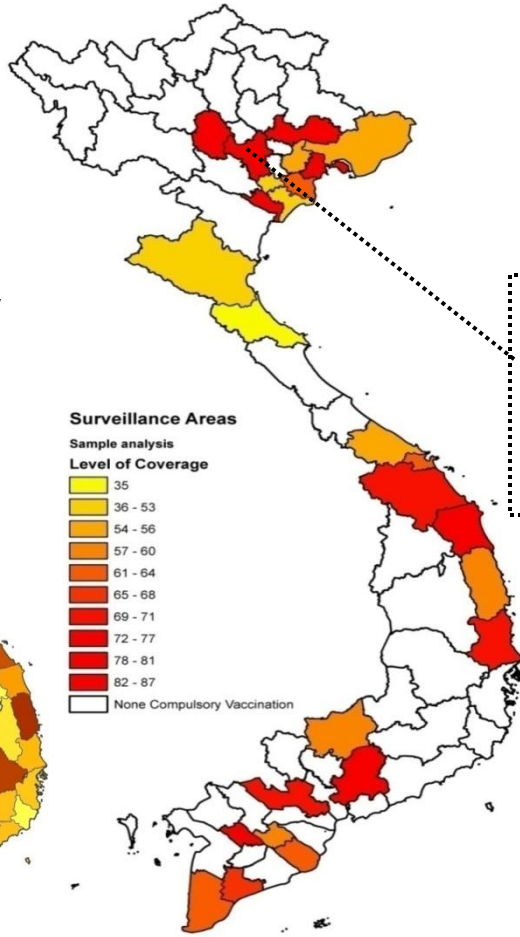 Surveillance Areas
Sample analysis
Level of Coverage
35
36 - 53
54 - 56
57 - 60
61 - 64
65 - 68
69 - 71
72 - 77
78 - 81
82 - 87
None Compulsory Vaccination